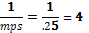 1/mps = 1/.25 = 4